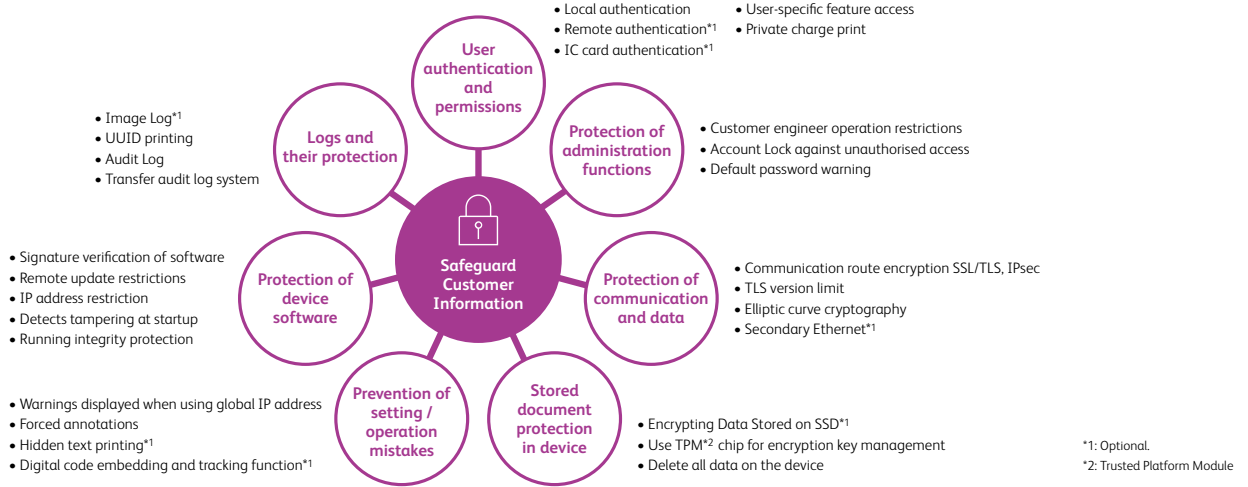 • Local authentication
• Remote authentication*1
• IC card authentication*1
• User-specific feature access
• Private charge print
User
authentication
and
permissions
Protection of
administration
functions
• Customer engineer operation restrictions
• Account Lock against unauthorised access
• Default password warning
• Image Log*1
• UUID printing
• Audit Log
• Transfer audit log system
Logs and
their protection
Safeguard
Customer
Information
• Signature verification of software
• Remote update restrictions
• IP address restriction
• Detects tampering at startup
• Running integrity protection
Protection of
device
software
Protection of
communication
and data
• Communication route encryption SSL/TLS, IPsec
• TLS version limit
• Elliptic curve cryptography
• Secondary Ethernet*1
• Warnings displayed when using global IP address
• Forced annotations
• Hidden text printing*1
• Digital code embedding and tracking function*1
Prevention of
setting /
operation
mistakes
Stored
document
protection
in device
• Encrypting Data Stored on SSD*1
• Use TPM*2 chip for encryption key management
• Delete all data on the device
*1: Optional.
*2: Trusted Platform Module